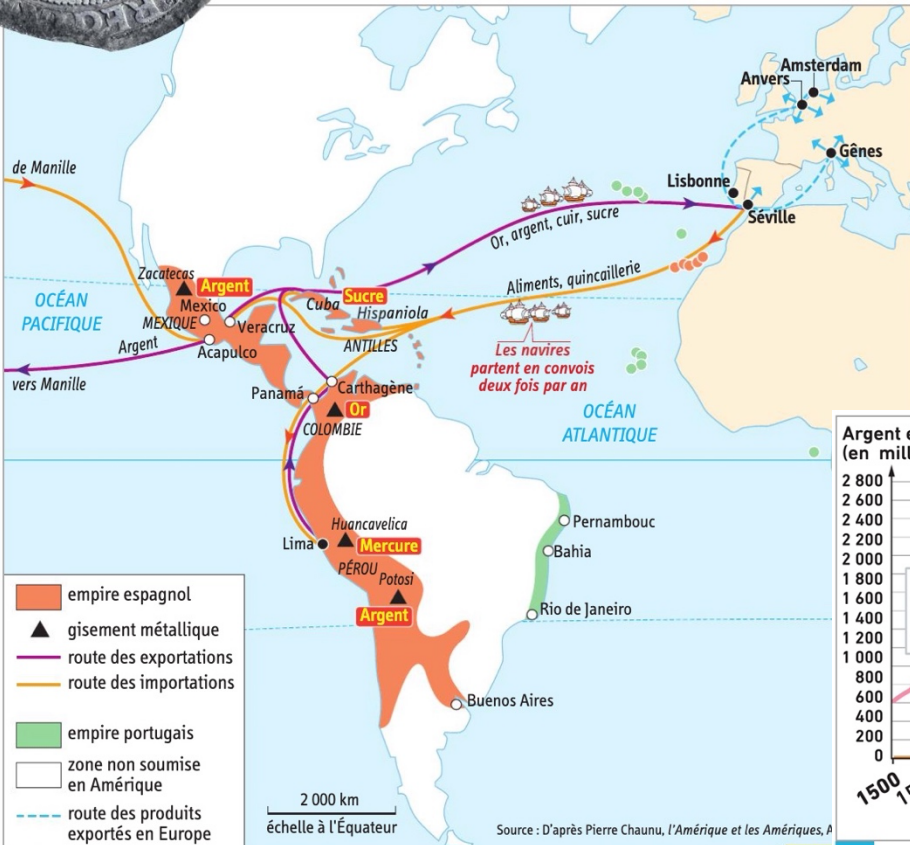 REG
Amsterdam
Anvers
Gênes
Lisbonne
Séville
de Manille
Or, argent, cuir, sucre
Zacatecas
Argent
Mexico
MEXIQUE
Veracruz
Acapulco
Cuba
Sucre
Hispaniola
ANTILLES
Aliments, quincaillerie
OCÉAN
PACIFIQUE
Argent
vers Manille
Les navires
partent en convois
deux fois par an
OCÉAN
ATLANTIQUE
Panamá
Carthagène
Or
COLOMBIE
Huancavelica
Lima
Mercure
PÉROU
Potosi
Argent
Pernambouc
Bahia
Rio de Janeiro
Buenos Aires
empire espagnol
gisement métallique
route des exportations
route des importations
empire portugais
zone non soumise
en Amérique
route des produits
exportés en Europe
2 000 km
échelle à l'Équateur
Source : D'après Pierre Chaunu, l'Amérique et les Amériques, A
Argent e
(en mill
2 800
2 600
2 400
2 200
2 000
1 800
1 600
1 400
1 200
1 000
800
600
400
200
0
1500